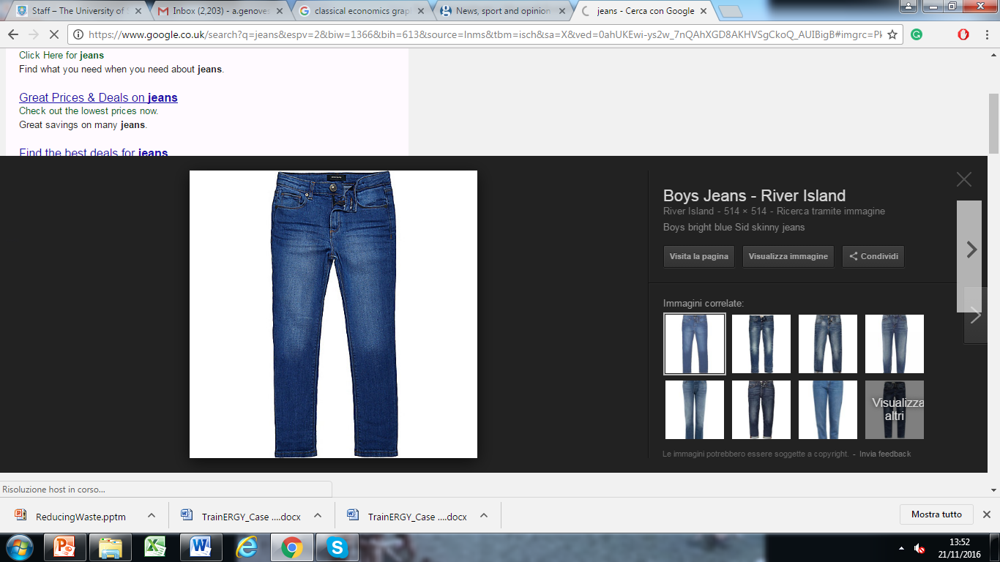 Staff – The University of S
Inbox (2,203) - a.genoves
classical economics grap
News, sport and opinion
jeans - Cerca con Google
https://www.google.co.uk/search?q=jeans&espv=2&biw=1366&bih=613&source=lnms&tbm=isch&sa=X&ved=0ahUKEwi-ys2w_7nQAhXGD8AKHVSgCkoQ_AUIBigB#imgrc=Pk
Click Here for jeans
Find what you need when you need about jeans.
Great Prices & Deals on jeans
Check out the lowest prices now.
Great savings on many jeans.
Find the best deals for jeans
Boys Jeans - River Island
River Island - 514 × 514 - Ricerca tramite immagine
Boys bright blue Sid skinny jeans
Visita la pagina
Visualizza immagine
Condividi
Immagini correlate:
Visualizza
altri
Le immagini potrebbero essere soggette a copyright. - Invia feedback
Risoluzione host in corso...
ReducingWaste.pptm
TrainERGY_Case ....docx
TrainERGY_Case ....docx
Mostra tutto
13:52
21/11/2016